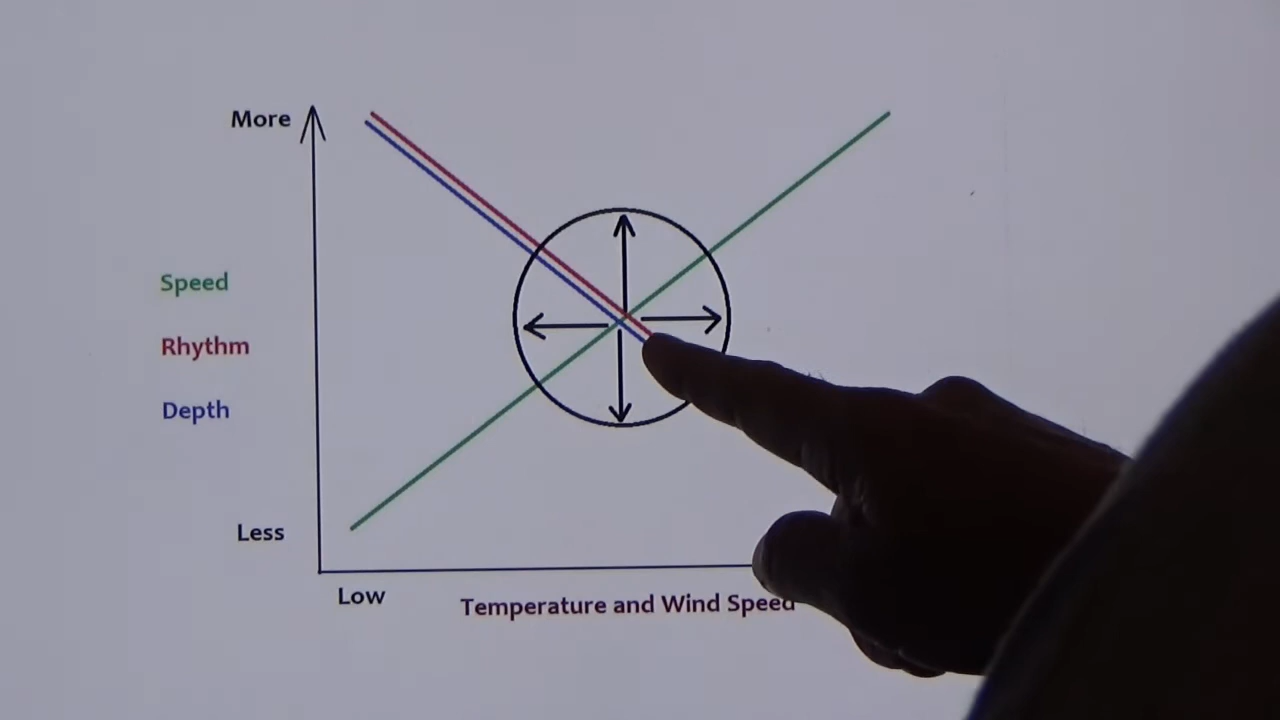 More
Speed
Rhythm
Depth
Less
Low
Temperature and Wind Speed